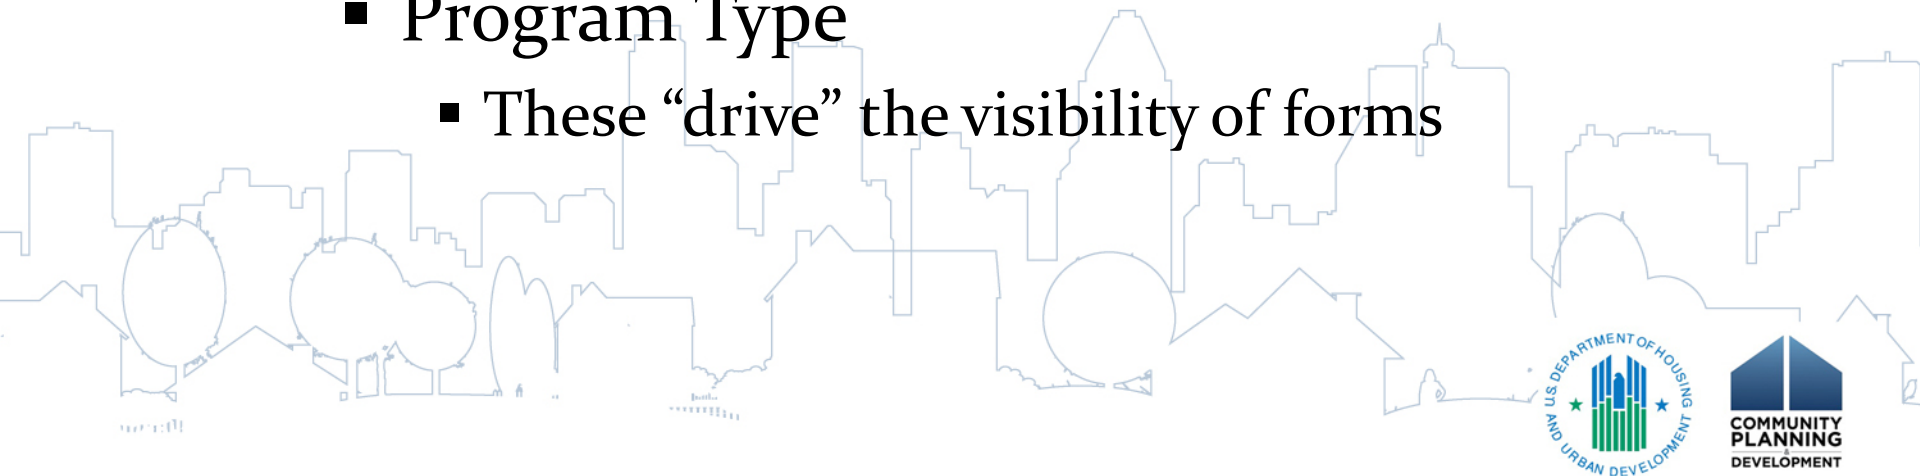 ▪ Program Type
▪ These “drive” the visibility of forms
U.S. DEPARTMENT OF HOUSING
AND URBAN DEVELOPMENT
COMMUNITY
PLANNING
&
DEVELOPMENT